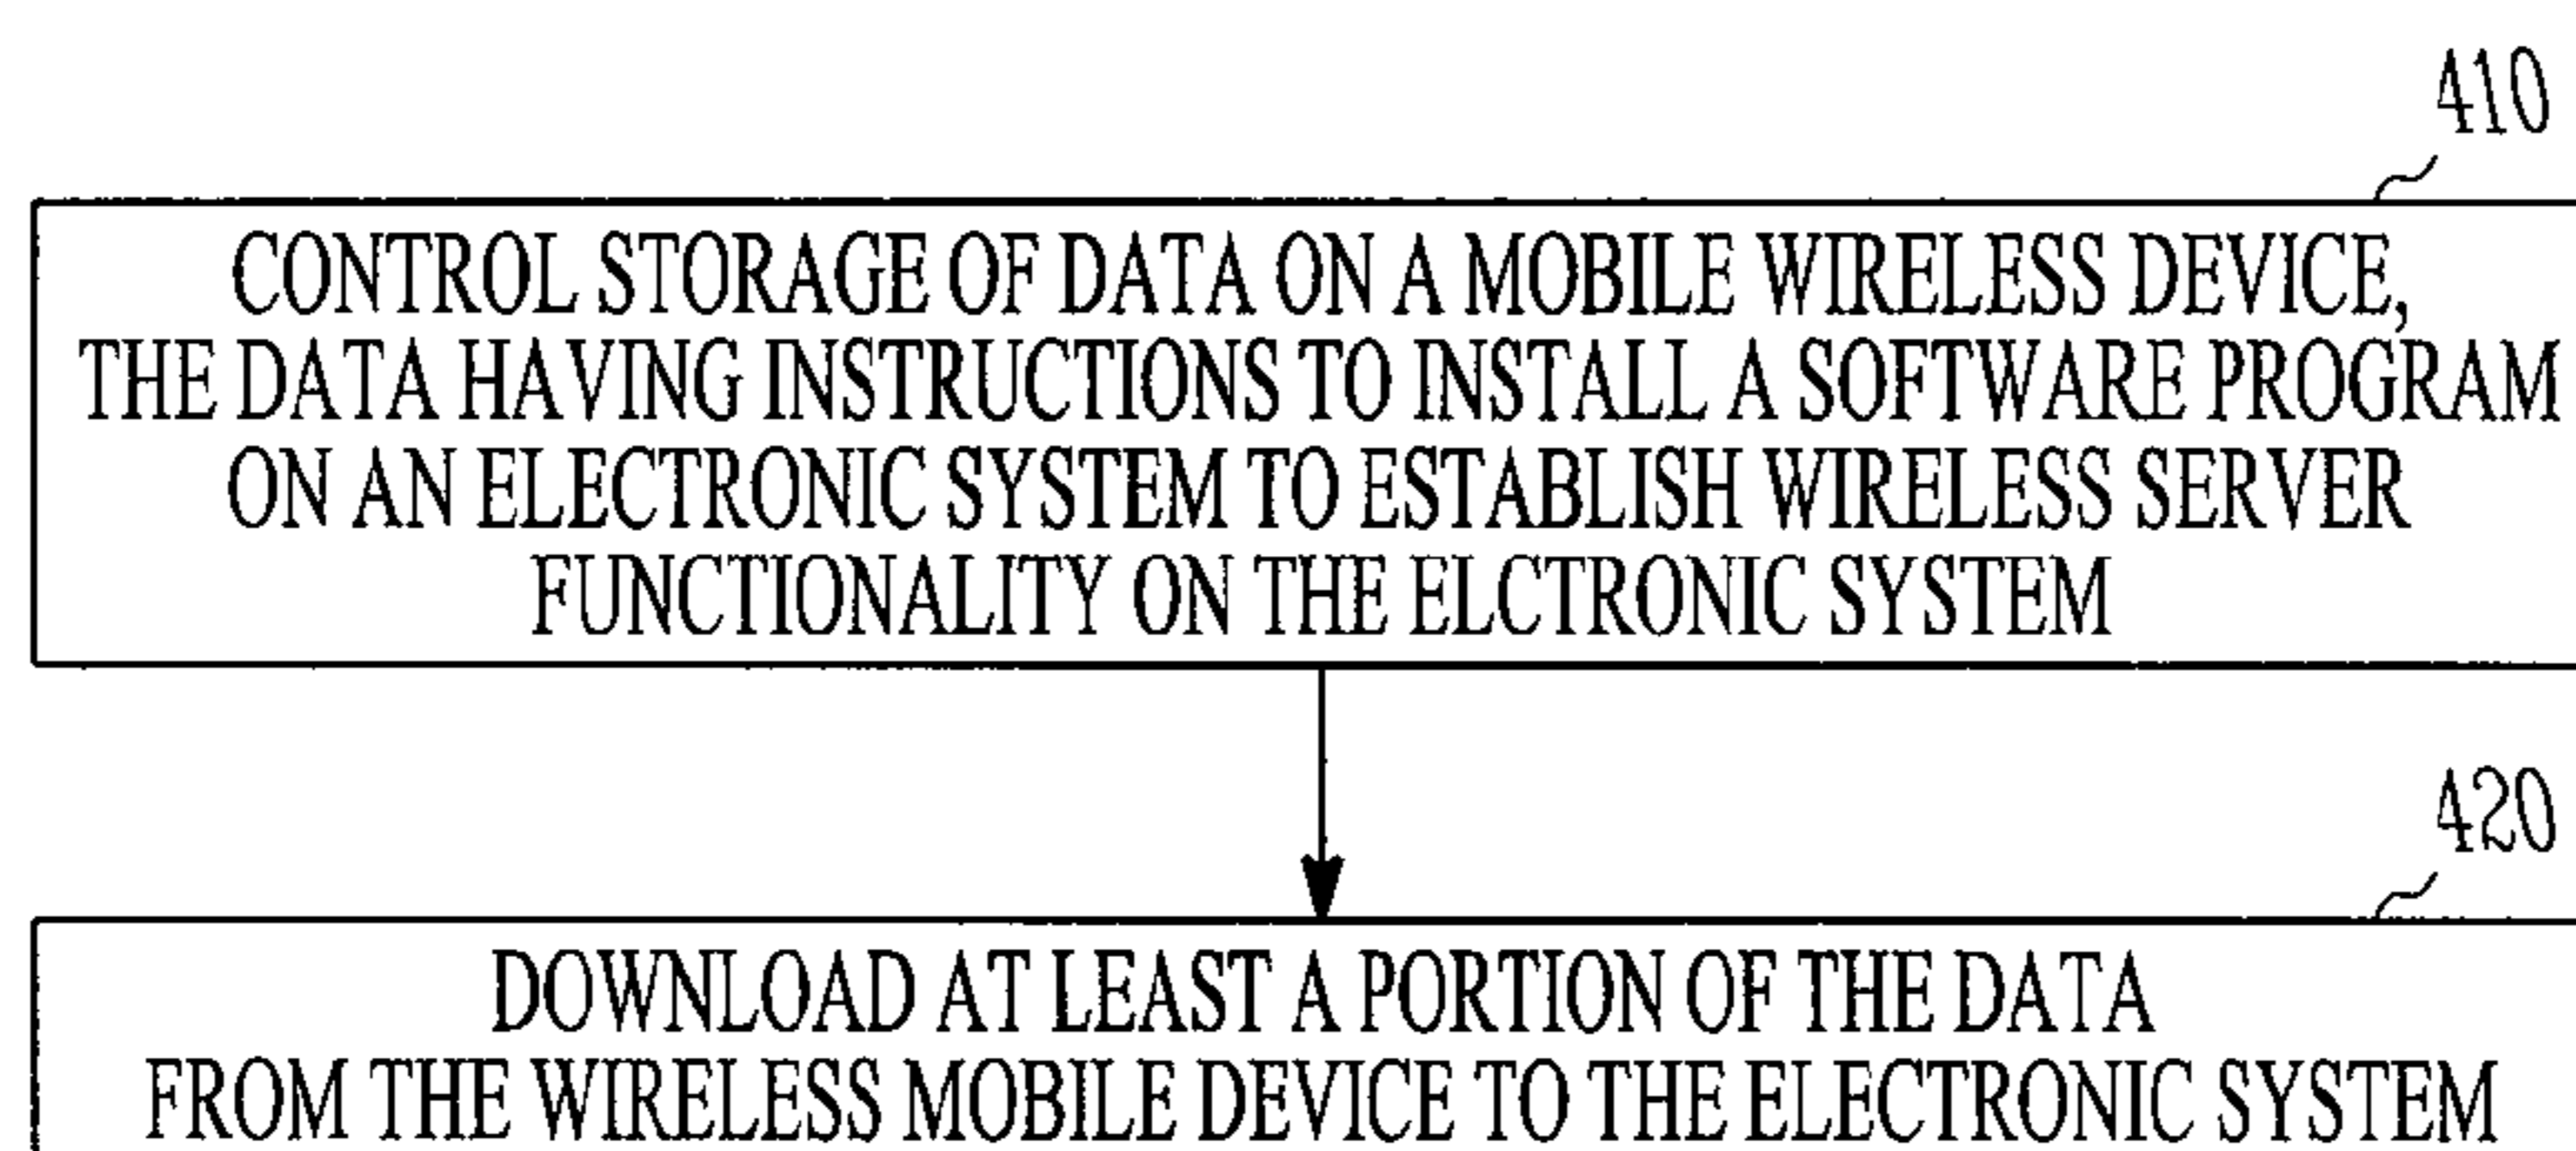 410
CONTROL STORAGE OF DATA ON A MOBILE WIRELESS DEVICE,
THE DATA HAVING INSTRUCTIONS TO INSTALL A SOFTWARE PROGRAM
ON AN ELECTRONIC SYSTEM TO ESTABLISH WIRELESS SERVER
FUNCTIONALITY ON THE ELCTRONIC SYSTEM
420
DOWNLOAD AT LEAST A PORTION OF THE DATA
FROM THE WIRELESS MOBILE DEVICE TO THE ELECTRONIC SYSTEM